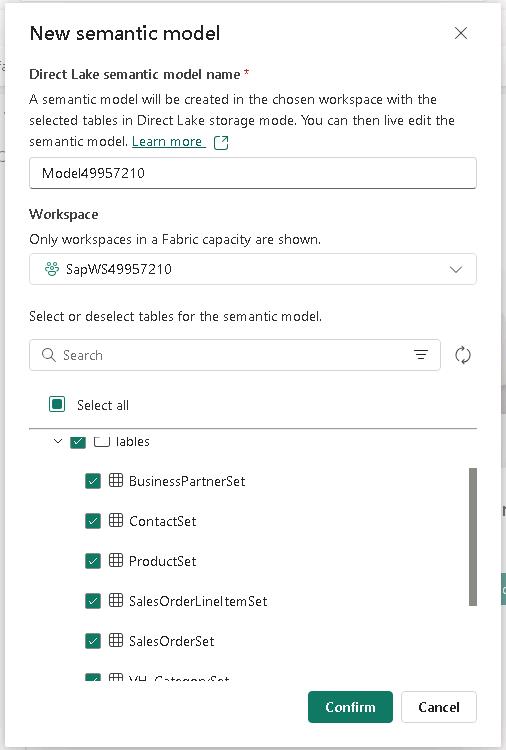 New semantic model
Direct Lake semantic model name *
A semantic model will be created in the chosen workspace with the
selected tables in Direct Lake storage mode. You can then live edit the
semantic model. Learn more
Model49957210
Workspace
Only workspaces in a Fabric capacity are shown.
SapWS49957210
Select or deselect tables for the semantic model.
Search
Select all
Tables
BusinessPartnerSet
ContactSet
ProductSet
SalesOrderLineItemSet
SalesOrderSet
VH_CategorySet
Confirm
Cancel